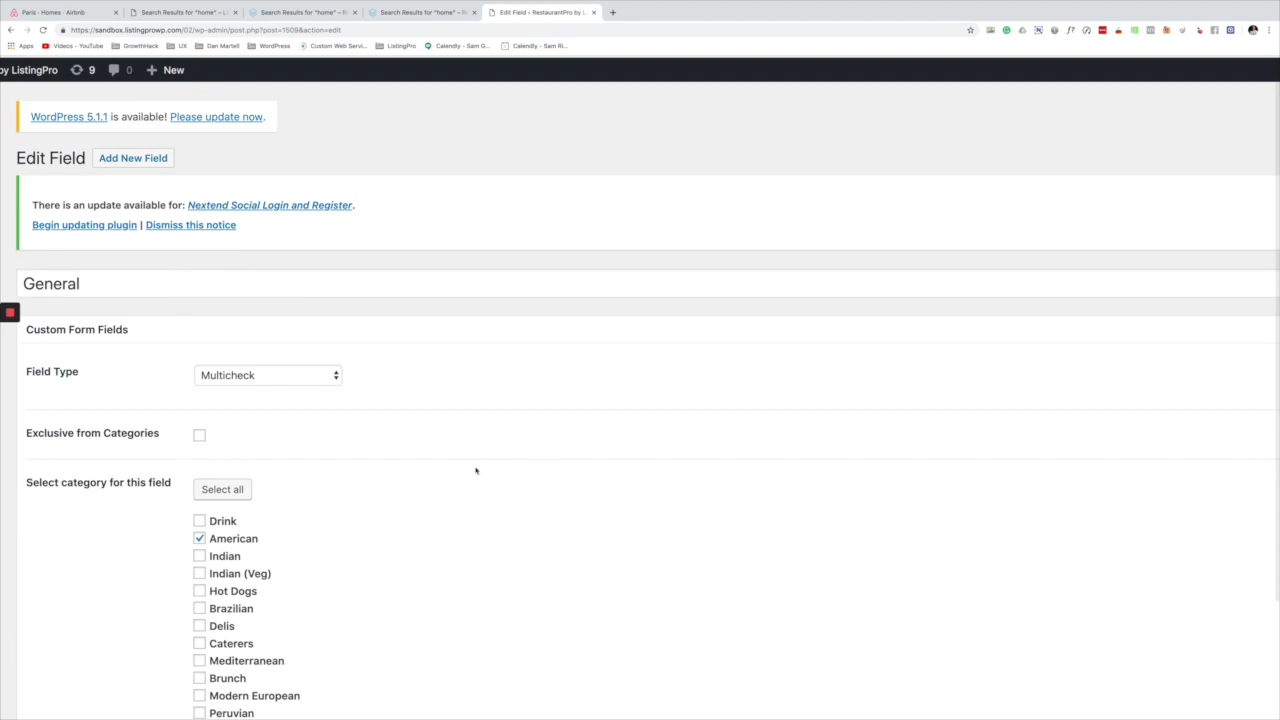 Paris · Homes · Airbnb
Search Results for "home" – Li
Search Results for "home" – Re
Search Results for "home" – Re
Edit Field ‹ RestaurantPro by L
https://sandbox.listingprowp.com/02/wp-admin/post.php?post=1509&action=edit
Apps
Videos - YouTube
GrowthHack
UX
Dan Martell
WordPress
Custom Web Servi...
ListingPro
Calendly - Sam G...
Calendly - Sam Ri...
by ListingPro
9
0
New
WordPress 5.1.1 is available! Please update now.
Edit Field
Add New Field
There is an update available for: Nextend Social Login and Register.
Begin updating plugin | Dismiss this notice
General
Custom Form Fields
Field Type
Multicheck
Exclusive from Categories
Select category for this field
Select all
Drink
American
Indian
Indian (Veg)
Hot Dogs
Brazilian
Delis
Caterers
Mediterranean
Brunch
Modern European
Peruvian